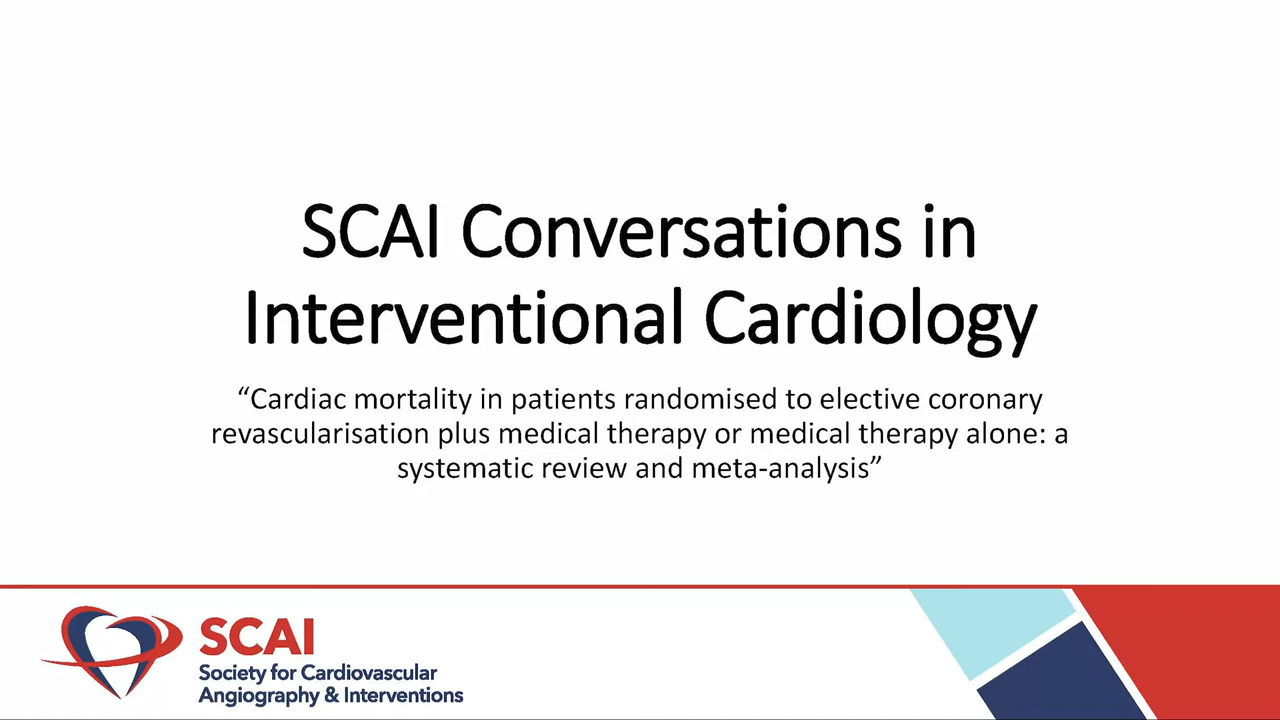 SCAI Conversations in
Interventional Cardiology
“Cardiac mortality in patients randomised to elective coronary
revascularisation plus medical therapy or medical therapy alone: a
systematic review and meta-analysis”
SCAI
Society for Cardiovascular
Angiography & Interventions